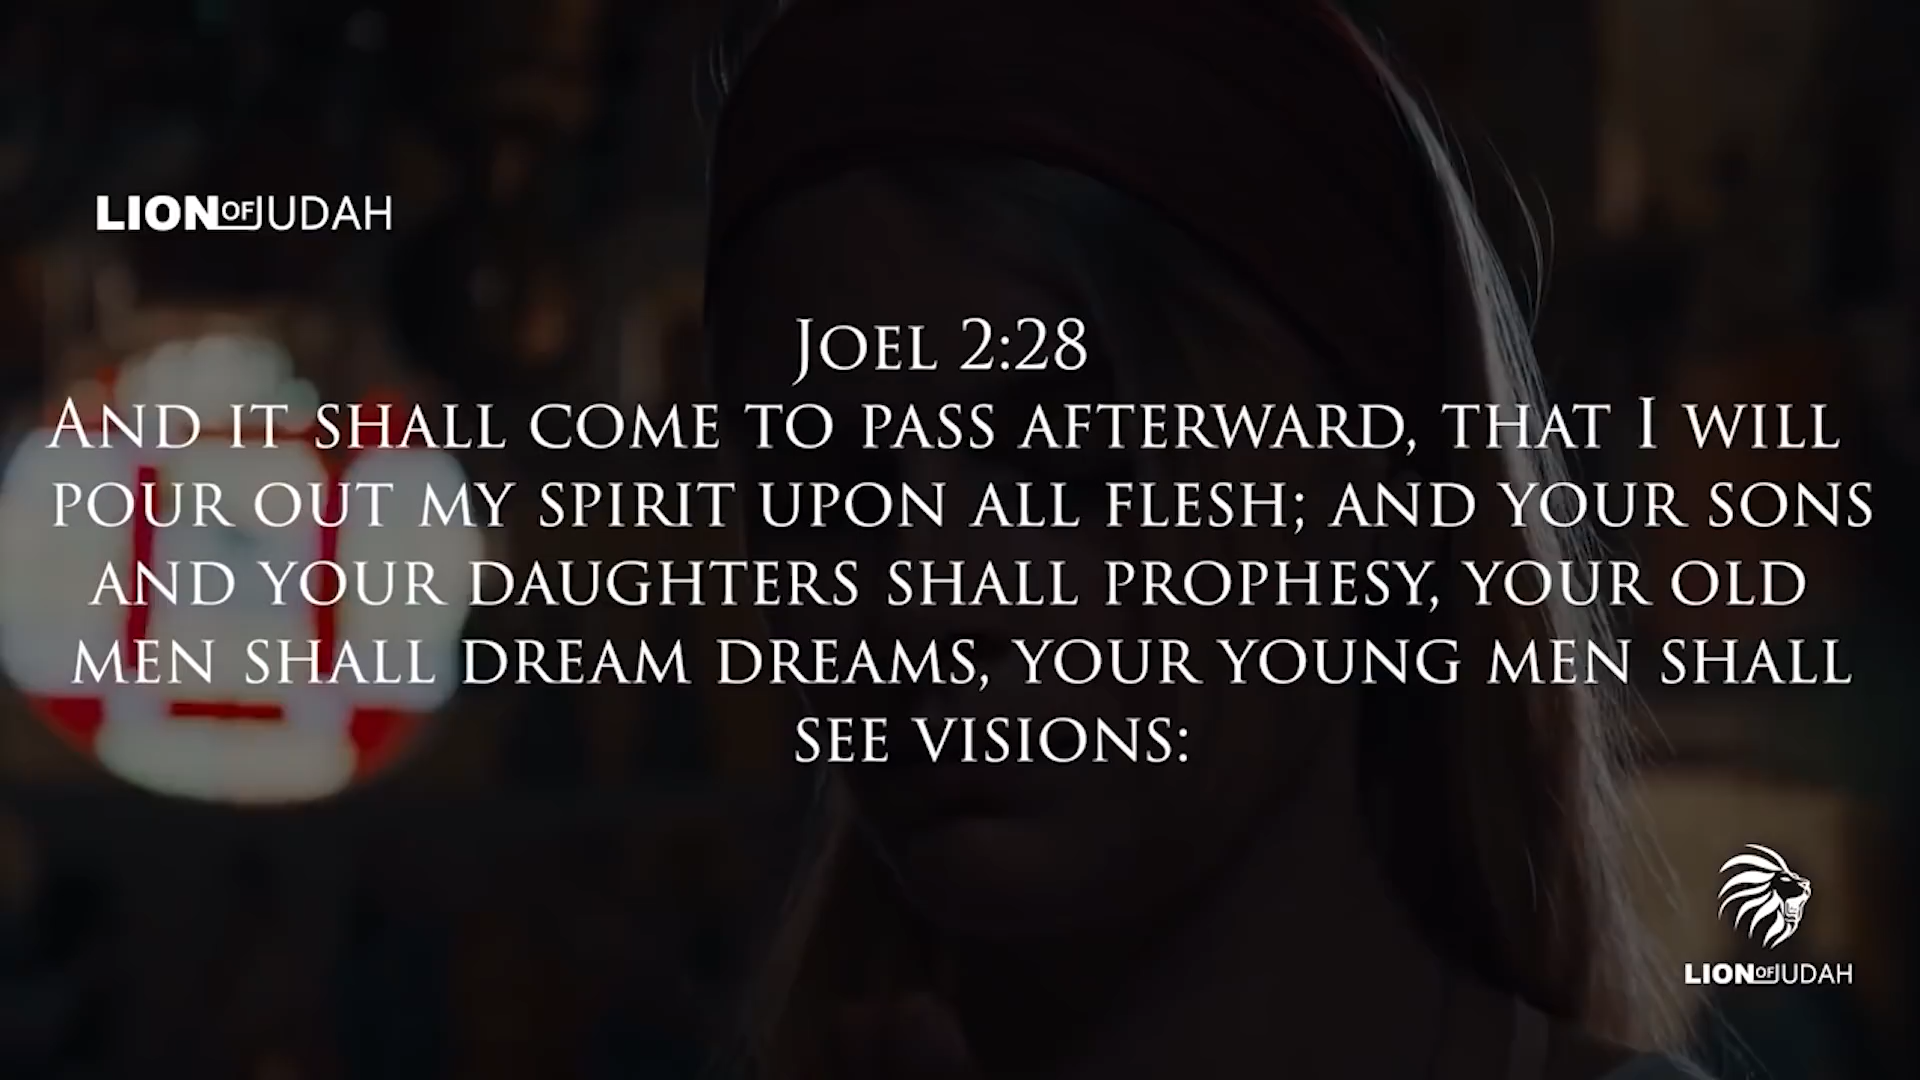 LION OF JUDAH
Joel 2:28
And it shall come to pass afterward, that I will
pour out my spirit upon all flesh; and your sons
and your daughters shall prophesy, your old
men shall dream dreams, your young men shall
see visions:
LION OF JUDAH